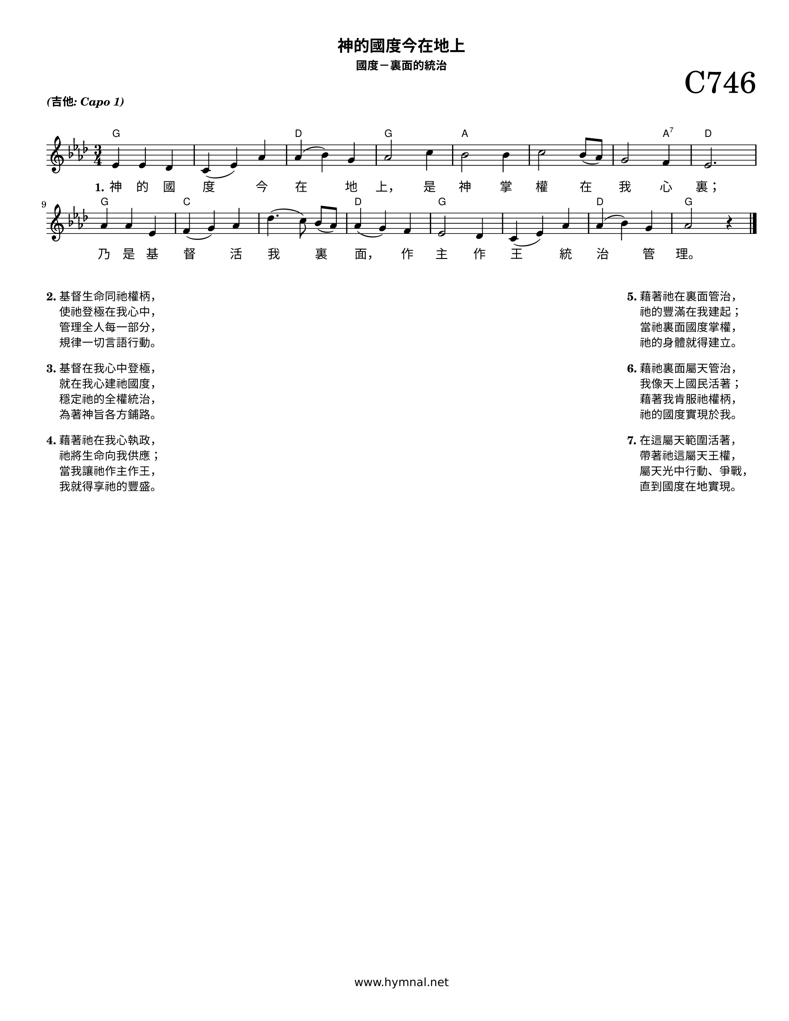 神的國度今在地上
國度－裏面的統治
C746
(吉他: Capo 1)
G D G A A7 D
1. 神 的 國 度 今 在 地 上， 是 神 掌 權 在 我 心 裏；
9
G C D G D G
乃 是 基 督 活 我 裏 面， 作 主 作 王 統 治 管 理。
2. 基督生命同祂權柄，
使祂登極在我心中，
管理全人每一部分，
規律一切言語行動。
3. 基督在我心中登極，
就在我心建祂國度，
穩定祂的全權統治，
為著神旨各方鋪路。
4. 藉著祂在我心執政，
祂將生命向我供應；
當我讓祂作主作王，
我就得享祂的豐盛。
5. 藉著祂在裏面管治，
祂的豐滿在我建起；
當祂裏面國度掌權，
祂的身體就得建立。
6. 藉祂裏面屬天管治，
我像天上國民活著；
藉著我肯服祂權柄，
祂的國度實現於我。
7. 在這屬天範圍活著，
帶著祂這屬天王權，
屬天光中行動、爭戰，
直到國度在地實現。
www.hymnal.net